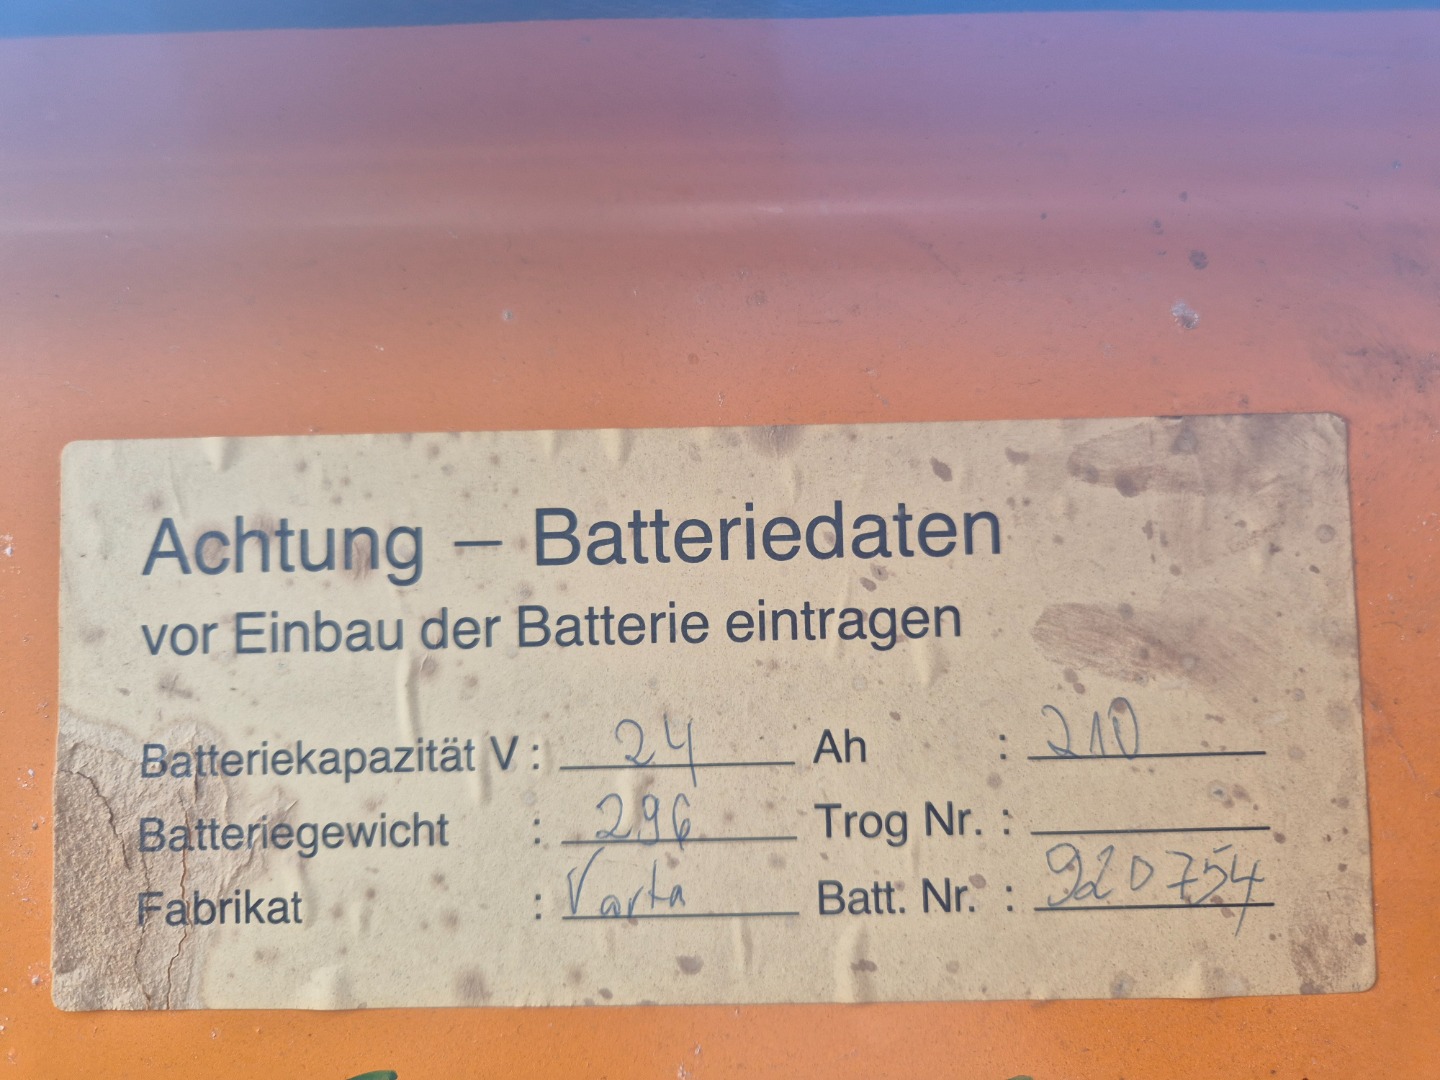 Achtung – Batteriedaten
vor Einbau der Batterie eintragen
Batteriekapazität V : 24 Ah : 210
Batteriegewicht : 296 Trog Nr. :
Fabrikat : Varta Batt. Nr. : 920754